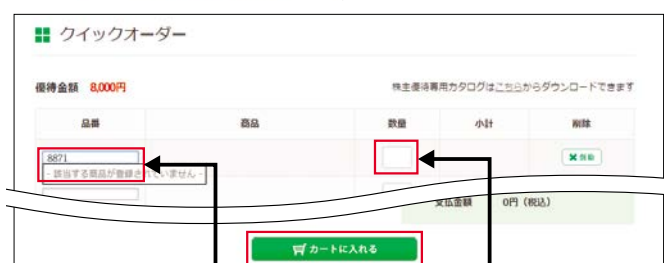 クイックオーダー
優待金額 8,000円
株主優待専用カタログはこちらからダウンロードできます
品番 商品 数量 小計 削除
8871
削除
- 該当する商品が登録されていません -
支払金額 0円（税込）
カートに入れる